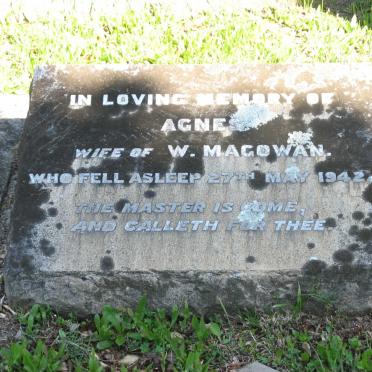 IN LOVING MEMORY OF
AGNES
WIFE OF W. MAGOWAN.
WHO FELL ASLEEP 27TH MAY 1942.
THE MASTER IS COME,
AND CALLETH FOR THEE.